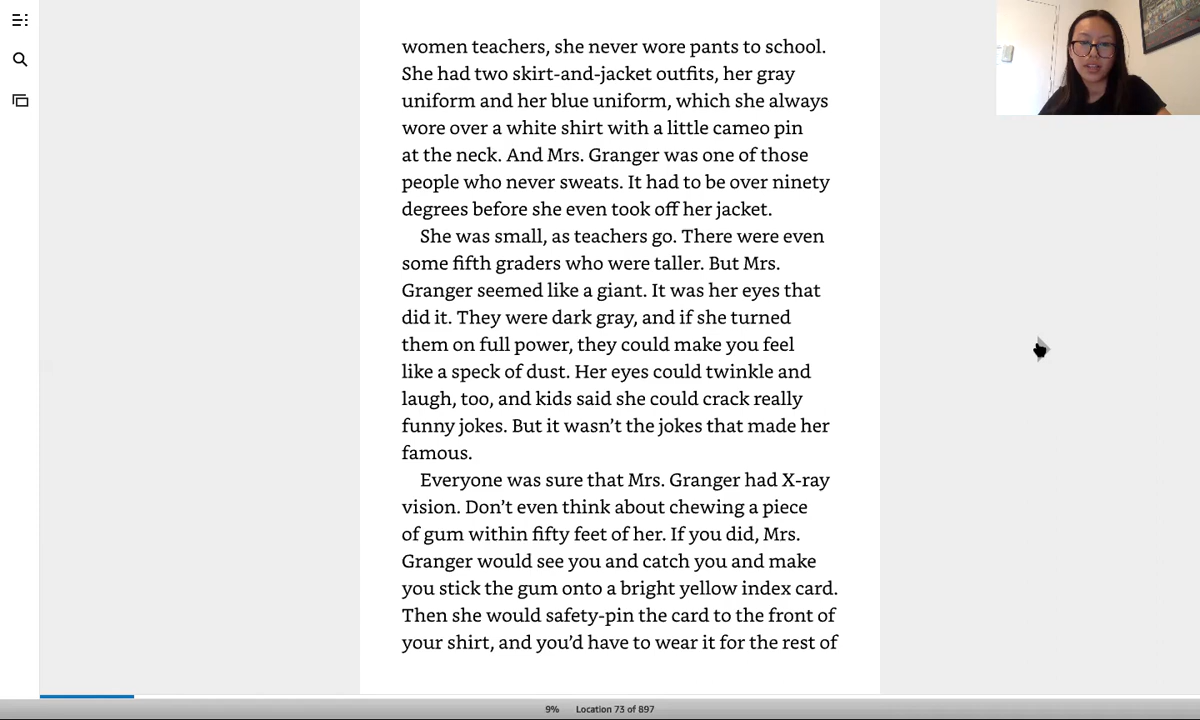 women teachers, she never wore pants to school.
She had two skirt-and-jacket outfits, her gray
uniform and her blue uniform, which she always
wore over a white shirt with a little cameo pin
at the neck. And Mrs. Granger was one of those
people who never sweats. It had to be over ninety
degrees before she even took off her jacket.
She was small, as teachers go. There were even
some fifth graders who were taller. But Mrs.
Granger seemed like a giant. It was her eyes that
did it. They were dark gray, and if she turned
them on full power, they could make you feel
like a speck of dust. Her eyes could twinkle and
laugh, too, and kids said she could crack really
funny jokes. But it wasn’t the jokes that made her
famous.
Everyone was sure that Mrs. Granger had X-ray
vision. Don’t even think about chewing a piece
of gum within fifty feet of her. If you did, Mrs.
Granger would see you and catch you and make
you stick the gum onto a bright yellow index card.
Then she would safety-pin the card to the front of
your shirt, and you’d have to wear it for the rest of
9% Location 73 of 897